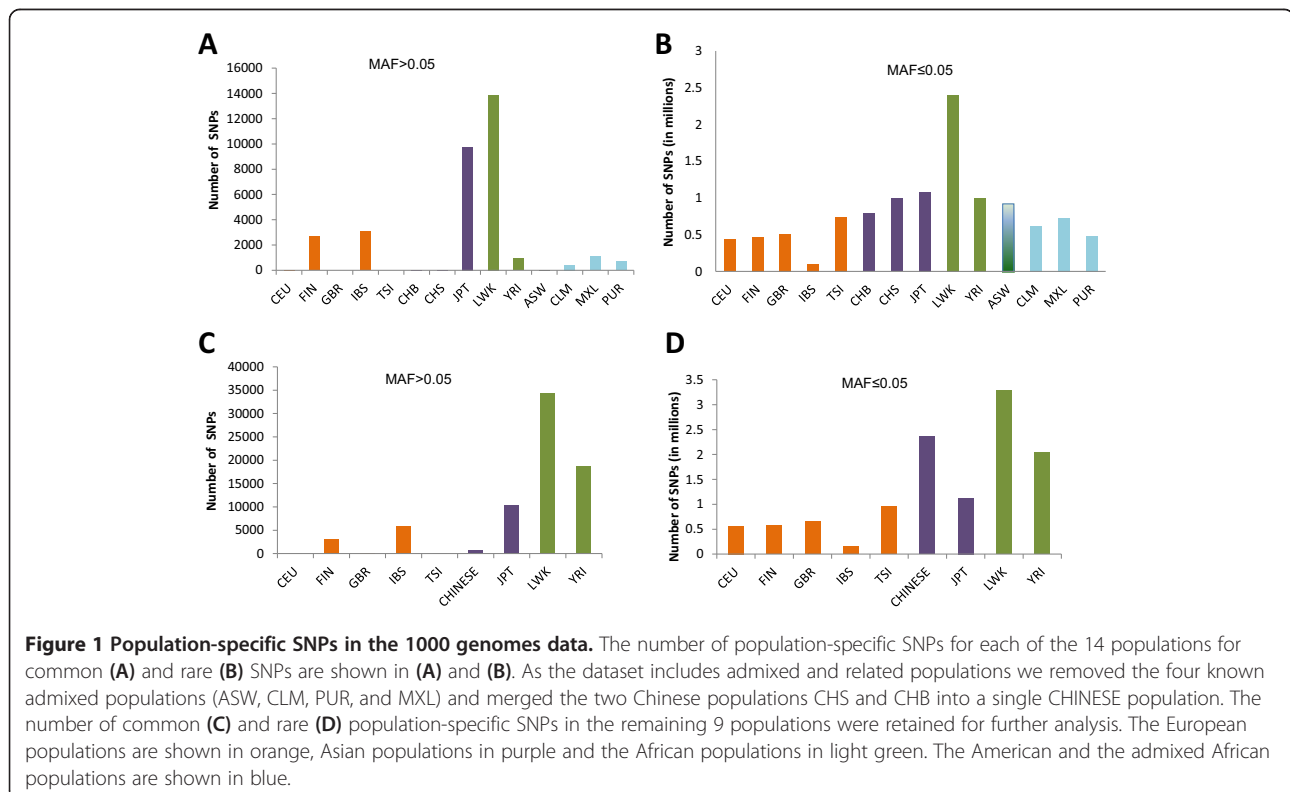 A
MAF>0.05
Number of SNPs
16000
14000
12000
10000
8000
6000
4000
2000
0
CEU
FIN
GBR
IBS
TSI
CHB
CHS
JPT
LWK
YRI
ASW
CLM
MXL
PUR
B
MAF≤0.05
Number of SNPs (in millions)
3
2.5
2
1.5
1
0.5
0
CEU
FIN
GBR
IBS
TSI
CHB
CHS
JPT
LWK
YRI
ASW
CLM
MXL
PUR
C
MAF>0.05
Number of SNPs
40000
35000
30000
25000
20000
15000
10000
5000
0
CEU
FIN
GBR
IBS
TSI
CHINESE
JPT
LWK
YRI
D
MAF≤0.05
Number of SNPs (in millions)
3.5
3
2.5
2
1.5
1
0.5
0
CEU
FIN
GBR
IBS
TSI
CHINESE
JPT
LWK
YRI
Figure 1 Population-specific SNPs in the 1000 genomes data. The number of population-specific SNPs for each of the 14 populations for
common (A) and rare (B) SNPs are shown in (A) and (B). As the dataset includes admixed and related populations we removed the four known
admixed populations (ASW, CLM, PUR, and MXL) and merged the two Chinese populations CHS and CHB into a single CHINESE population. The
number of common (C) and rare (D) population-specific SNPs in the remaining 9 populations were retained for further analysis. The European
populations are shown in orange, Asian populations in purple and the African populations in light green. The American and the admixed African
populations are shown in blue.